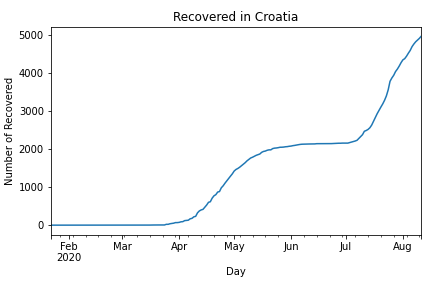 Recovered in Croatia
Number of Recovered
5000
4000
3000
2000
1000
0
Feb
2020
Mar
Apr
May
Jun
Jul
Aug
Day